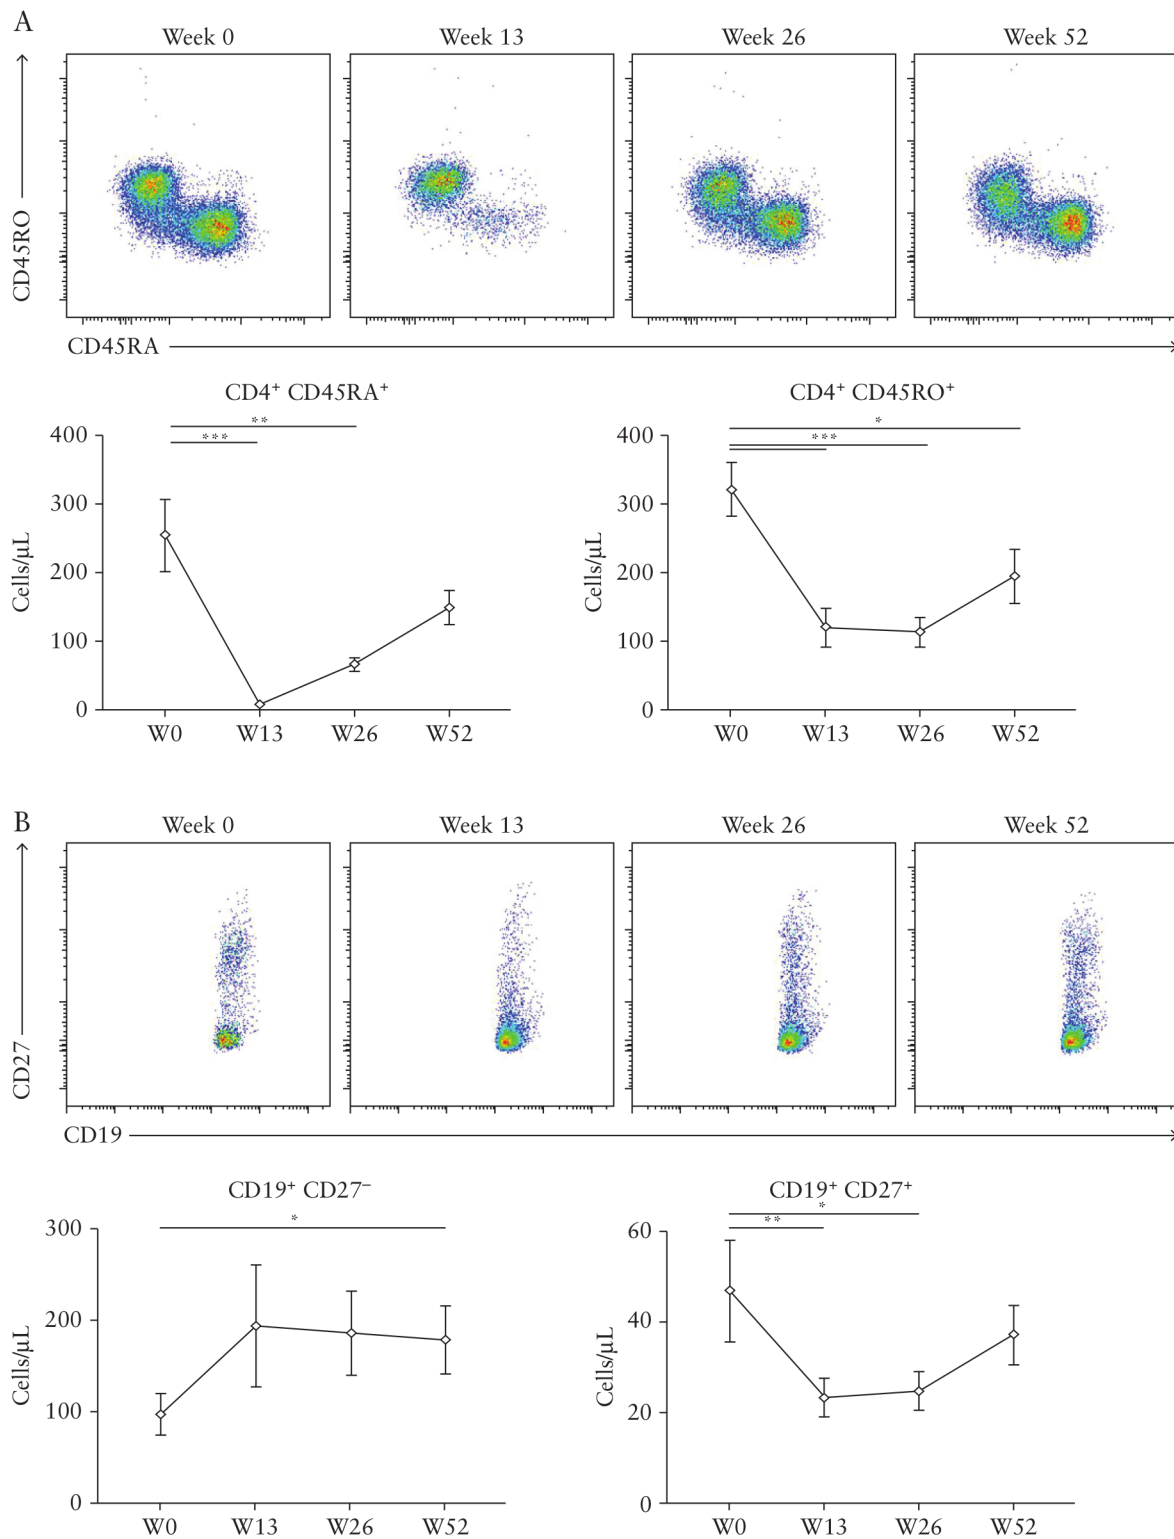 A
Week 0 Week 13 Week 26 Week 52
CD45RO
CD45RA
CD4⁺ CD45RA⁺ CD4⁺ CD45RO⁺
** *
*** ***
400 400
300 300
Cells/μL Cells/μL
200 200
100 100
0 0
W0 W13 W26 W52 W0 W13 W26 W52
B
Week 0 Week 13 Week 26 Week 52
CD27
CD19
CD19⁺ CD27⁻ CD19⁺ CD27⁺
* *
**
300 60
200 40
Cells/μL Cells/μL
100 20
0 0
W0 W13 W26 W52 W0 W13 W26 W52